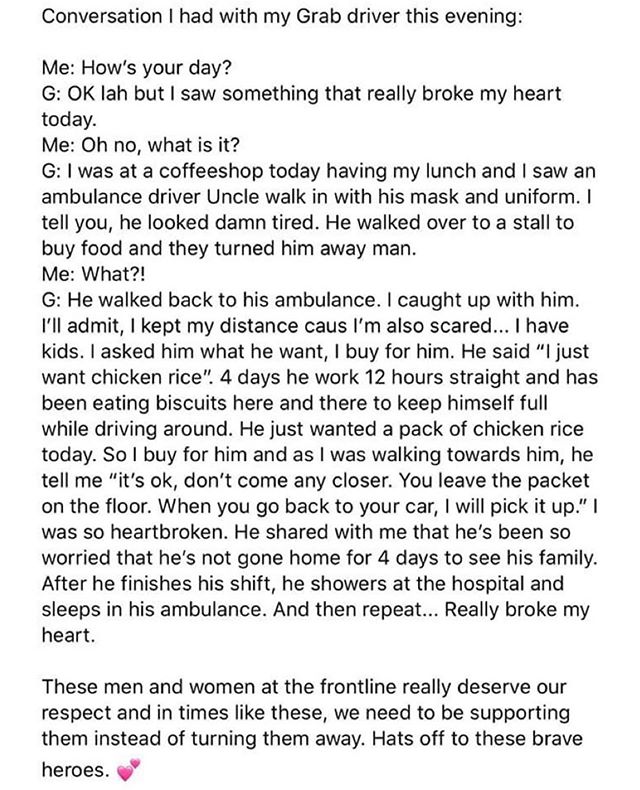 Conversation I had with my Grab driver this evening:
Me: How's your day?
G: OK lah but I saw something that really broke my heart
today.
Me: Oh no, what is it?
G: I was at a coffeeshop today having my lunch and I saw an
ambulance driver Uncle walk in with his mask and uniform. I
tell you, he looked damn tired. He walked over to a stall to
buy food and they turned him away man.
Me: What?!
G: He walked back to his ambulance. I caught up with him.
I'll admit, I kept my distance caus I'm also scared... I have
kids. I asked him what he want, I buy for him. He said “I just
want chicken rice”. 4 days he work 12 hours straight and has
been eating biscuits here and there to keep himself full
while driving around. He just wanted a pack of chicken rice
today. So I buy for him and as I was walking towards him, he
tell me “it's ok, don't come any closer. You leave the packet
on the floor. When you go back to your car, I will pick it up.” I
was so heartbroken. He shared with me that he's been so
worried that he's not gone home for 4 days to see his family.
After he finishes his shift, he showers at the hospital and
sleeps in his ambulance. And then repeat... Really broke my
heart.
These men and women at the frontline really deserve our
respect and in times like these, we need to be supporting
them instead of turning them away. Hats off to these brave
heroes. 💕